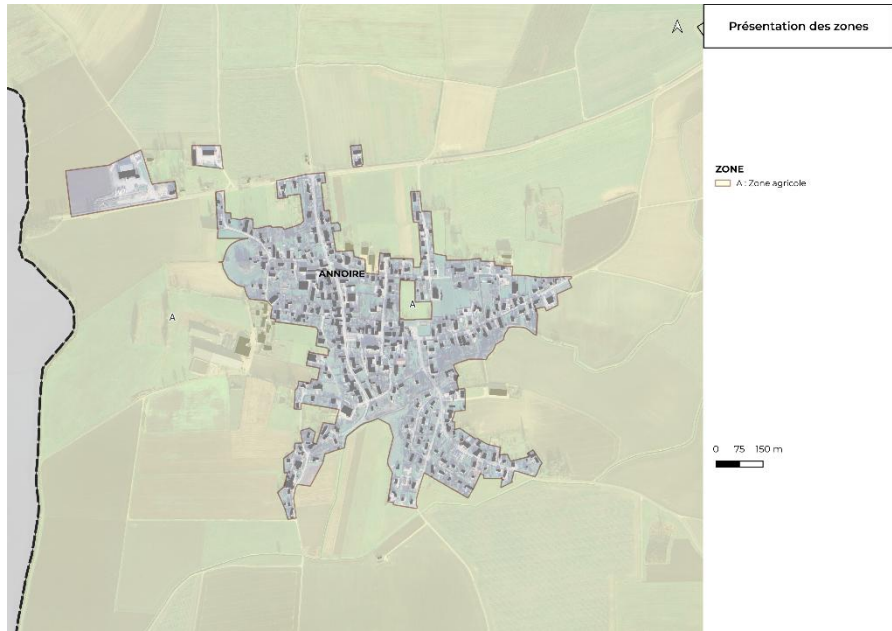 Présentation des zones
ZONE
A : Zone agricole
ANNOIRE
A
A
0 75 150 m